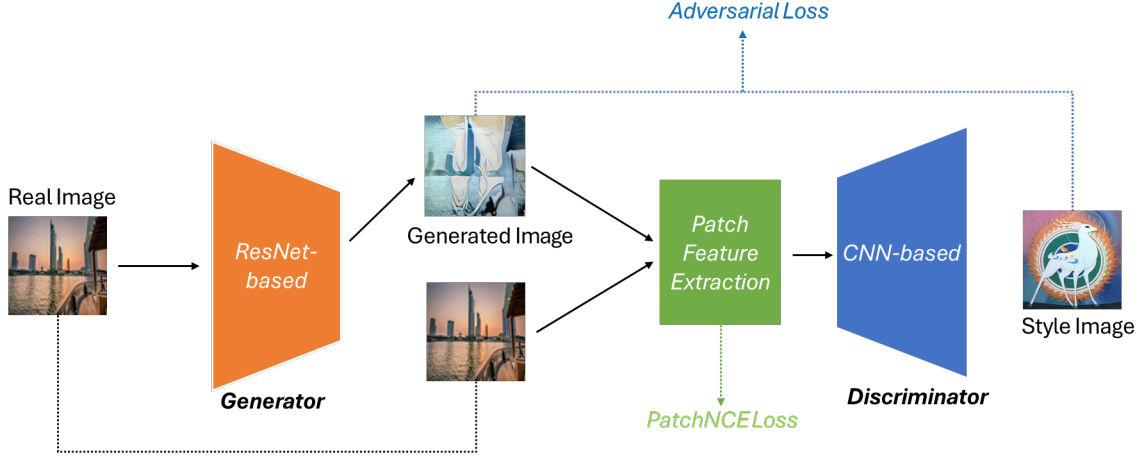 Adversarial Loss
Real Image
ResNet-
based
Generator
Generated Image
Patch
Feature
Extraction
PatchNCE Loss
CNN-based
Discriminator
Style Image